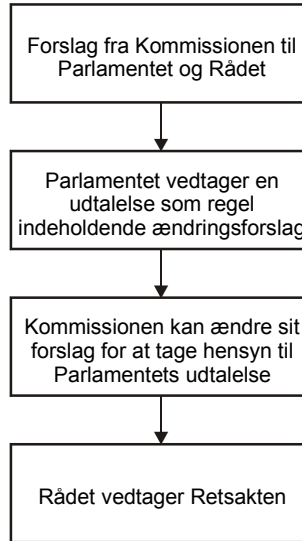 Forslag fra Kommissionen til
Parlamentet og Rådet
Parlamentet vedtager en
udtalelse som regel
indeholdende ændringsforslag
Kommissionen kan ændre sit
forslag for at tage hensyn til
Parlamentets udtalelse
Rådet vedtager Retsakten